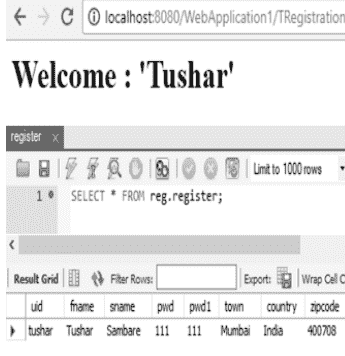 localhost:8080/WebApplication1/TRegistration
Welcome : 'Tushar'
register x
Limit to 1000 rows
1 SELECT * FROM reg.register;
Result Grid Filter Rows: Export: Wrap Cell C
uid fname sname pwd pwd1 town country zipcode
tushar Tushar Sambare 111 111 Mumbai India 400708